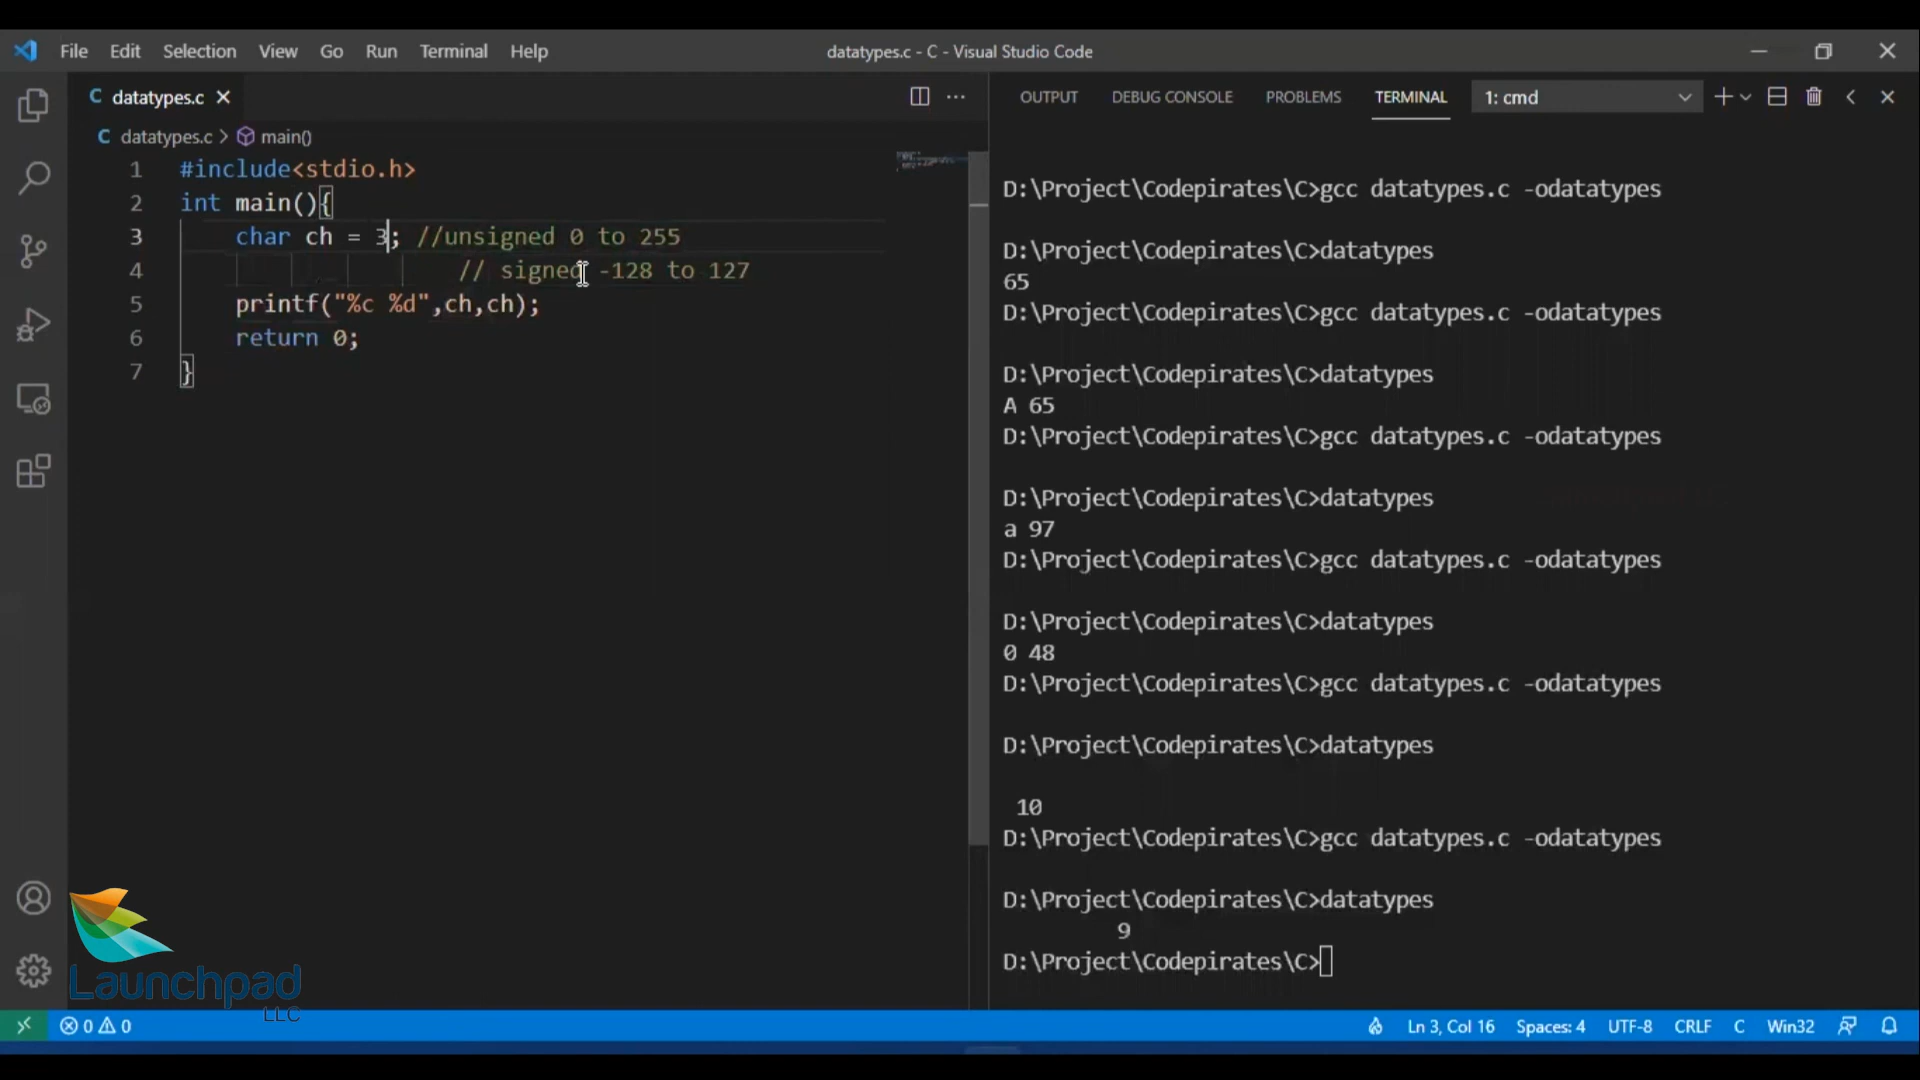 File Edit Selection View Go Run Terminal Help
datatypes.c - C - Visual Studio Code
C datatypes.c
C datatypes.c > main()
1 #include<stdio.h>
2 int main(){
3 char ch = 3; //unsigned 0 to 255
4 // signed -128 to 127
5 printf("%c %d",ch,ch);
6 return 0;
7 }
OUTPUT DEBUG CONSOLE PROBLEMS TERMINAL 1: cmd
D:\Project\Codepirates\C>gcc datatypes.c -odatatypes
D:\Project\Codepirates\C>datatypes
65
D:\Project\Codepirates\C>gcc datatypes.c -odatatypes
D:\Project\Codepirates\C>datatypes
A 65
D:\Project\Codepirates\C>gcc datatypes.c -odatatypes
D:\Project\Codepirates\C>datatypes
a 97
D:\Project\Codepirates\C>gcc datatypes.c -odatatypes
D:\Project\Codepirates\C>datatypes
0 48
D:\Project\Codepirates\C>gcc datatypes.c -odatatypes
D:\Project\Codepirates\C>datatypes
10
D:\Project\Codepirates\C>gcc datatypes.c -odatatypes
D:\Project\Codepirates\C>datatypes
9
D:\Project\Codepirates\C>
Launchpad
LLC
0 0
Ln 3, Col 16 Spaces: 4 UTF-8 CRLF C Win32